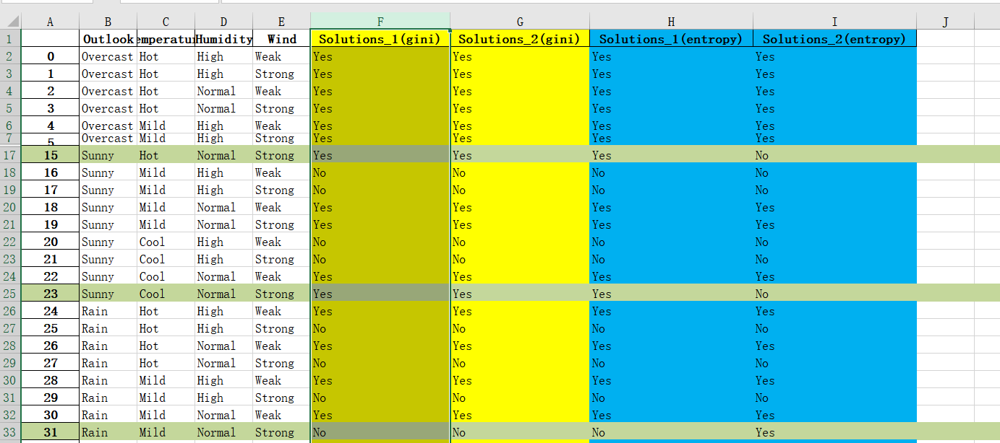 A B C D E F G H I J
1 Outlook emperatur Humidity Wind Solutions_1(gini) Solutions_2(gini) Solutions_1(entropy) Solutions_2(entropy)
2 0 Overcast Hot High Weak Yes Yes Yes Yes
3 1 Overcast Hot High Strong Yes Yes Yes Yes
4 2 Overcast Hot Normal Weak Yes Yes Yes Yes
5 3 Overcast Hot Normal Strong Yes Yes Yes Yes
6 4 Overcast Mild High Weak Yes Yes Yes Yes
7 5 Overcast Mild High Strong Yes Yes Yes Yes
17 15 Sunny Hot Normal Strong Yes Yes Yes No
18 16 Sunny Mild High Weak No No No No
19 17 Sunny Mild High Strong No No No No
20 18 Sunny Mild Normal Weak Yes Yes Yes Yes
21 19 Sunny Mild Normal Strong Yes Yes Yes Yes
22 20 Sunny Cool High Weak No No No No
23 21 Sunny Cool High Strong No No No No
24 22 Sunny Cool Normal Weak Yes Yes Yes Yes
25 23 Sunny Cool Normal Strong Yes Yes Yes No
26 24 Rain Hot High Weak Yes Yes Yes Yes
27 25 Rain Hot High Strong No No No No
28 26 Rain Hot Normal Weak Yes Yes Yes Yes
29 27 Rain Hot Normal Strong No No No No
30 28 Rain Mild High Weak Yes Yes Yes Yes
31 29 Rain Mild High Strong No No No No
32 30 Rain Mild Normal Weak Yes Yes Yes Yes
33 31 Rain Mild Normal Strong No No No Yes